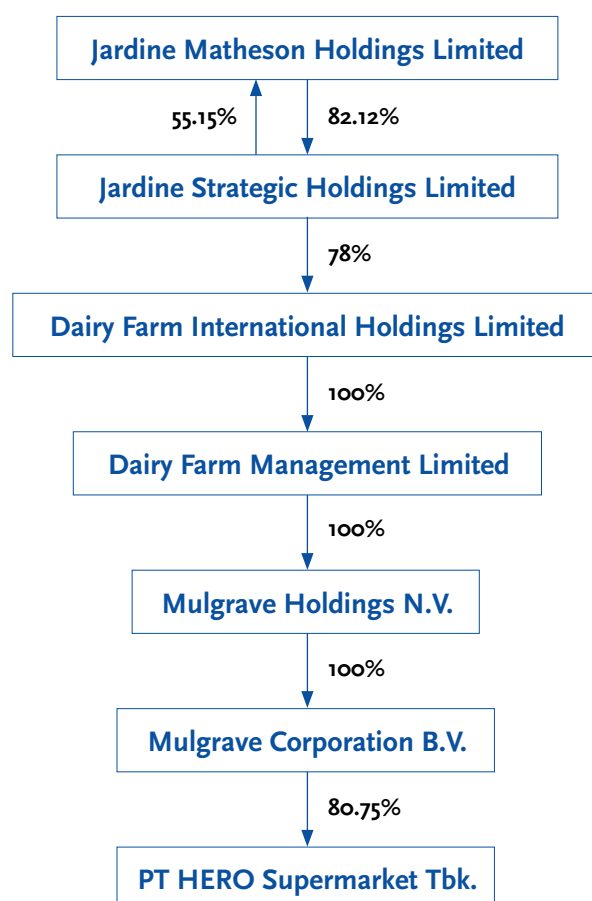 Jardine Matheson Holdings Limited
55.15% 82.12%
Jardine Strategic Holdings Limited
78%
Dairy Farm International Holdings Limited
100%
Dairy Farm Management Limited
100%
Mulgrave Holdings N.V.
100%
Mulgrave Corporation B.V.
80.75%
PT HERO Supermarket Tbk.